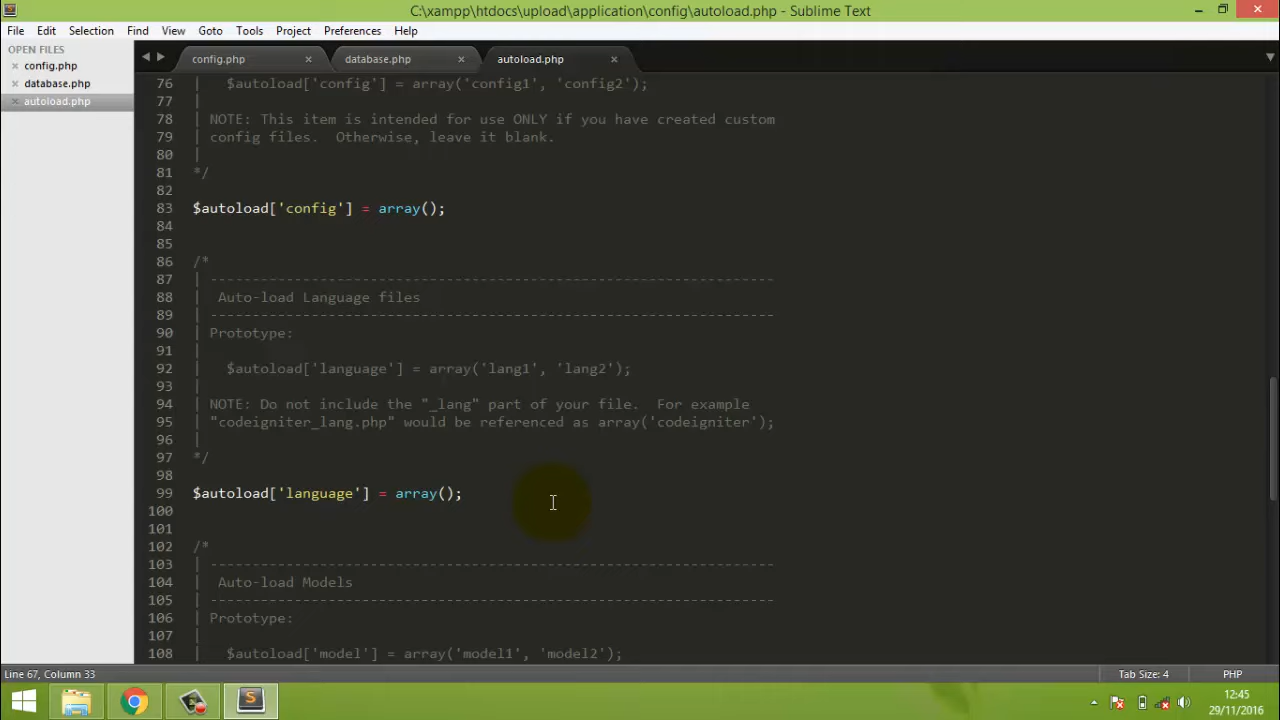 C:\xampp\htdocs\upload\application\config\autoload.php - Sublime Text
File Edit Selection Find View Goto Tools Project Preferences Help
OPEN FILES
config.php
database.php
autoload.php
config.php database.php autoload.php
76 | $autoload['config'] = array('config1', 'config2');
77 |
78 | NOTE: This item is intended for use ONLY if you have created custom
79 | config files.  Otherwise, leave it blank.
80 |
81 */
82
83 $autoload['config'] = array();
84
85
86 /*
87 | -------------------------------------------------------------------
88 |  Auto-load Language files
89 | -------------------------------------------------------------------
90 | Prototype:
91 |
92 |   $autoload['language'] = array('lang1', 'lang2');
93 |
94 | NOTE: Do not include the "_lang" part of your file.  For example
95 | "codeigniter_lang.php" would be referenced as array('codeigniter');
96 |
97 */
98
99 $autoload['language'] = array();
100
101
102 /*
103 | -------------------------------------------------------------------
104 |  Auto-load Models
105 | -------------------------------------------------------------------
106 | Prototype:
107 |
108 |   $autoload['model'] = array('model1', 'model2');
Line 67, Column 33
Tab Size: 4
PHP
12:45
29/11/2016